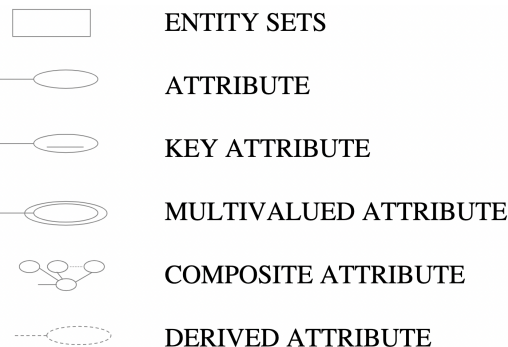 ENTITY SETS
ATTRIBUTE
KEY ATTRIBUTE
MULTIVALUED ATTRIBUTE
COMPOSITE ATTRIBUTE
DERIVED ATTRIBUTE